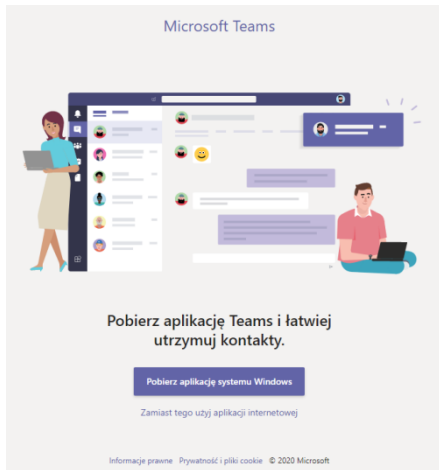 Microsoft Teams
Pobierz aplikację Teams i łatwiej
utrzymuj kontakty.
Pobierz aplikację systemu Windows
Zamiast tego użyj aplikacji internetowej
Informacje prawne Prywatność i pliki cookie © 2020 Microsoft